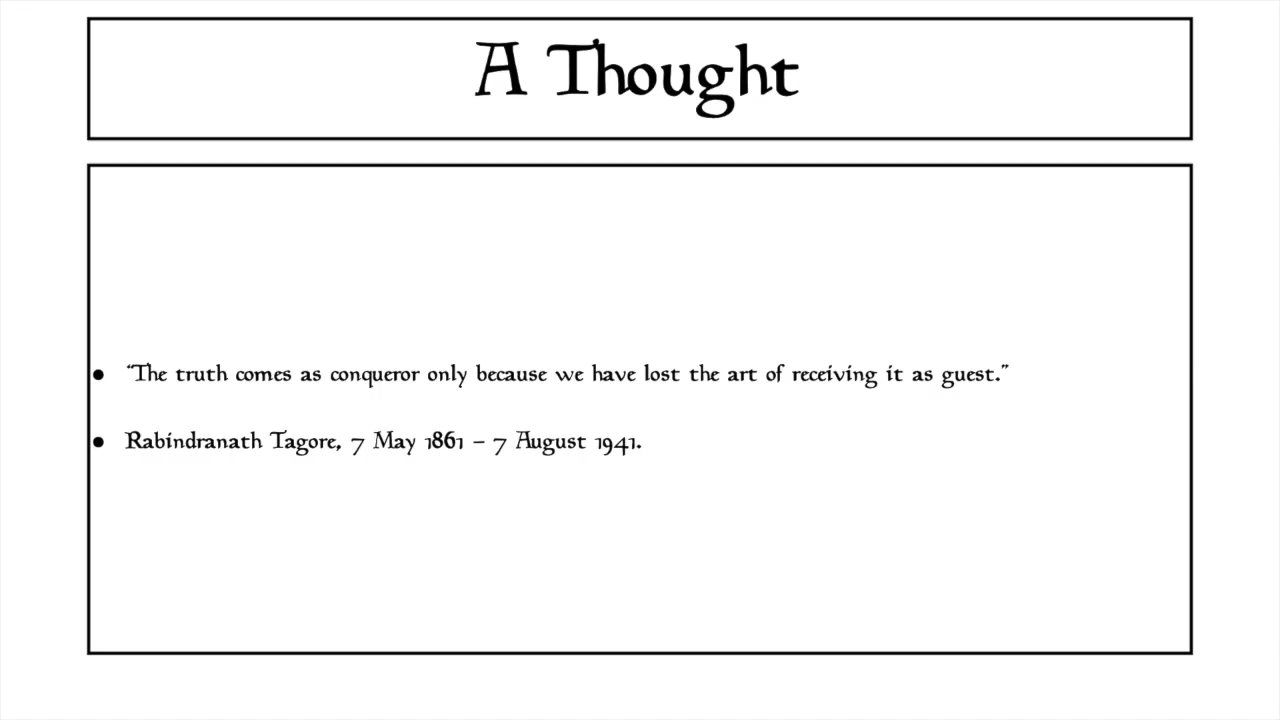 A Thought
• “The truth comes as conqueror only because we have lost the art of receiving it as guest.”
• Rabindranath Tagore, 7 May 1861 – 7 August 1941.